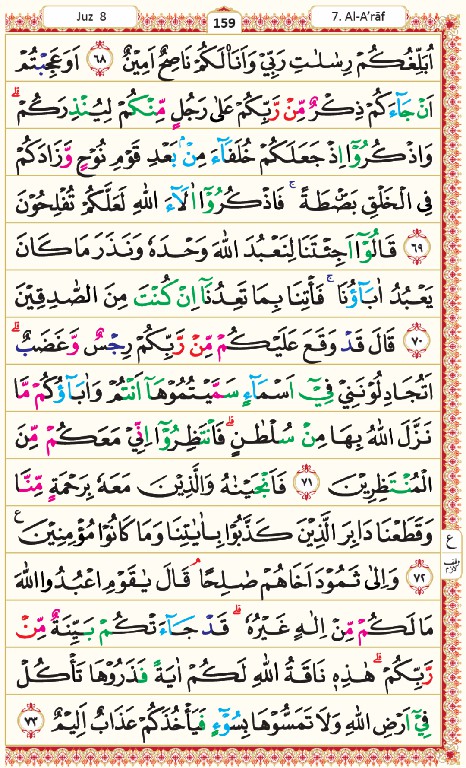 Juz 8
159
7. Al-A'rāf
اُبَلِّغُكُمْ رِسٰلٰتِ رَبِّيْ وَاَنَا۠ لَكُمْ نَاصِحٌ اَمِيْنٌ ﴿٦٨﴾ اَوَعَجِبْتُمْ
اَنْ جَآءَكُمْ ذِكْرٌ مِّنْ رَّبِّكُمْ عَلٰى رَجُلٍ مِّنْكُمْ لِيُنْذِرَكُمْ ۗ
وَاذْكُرُوْٓا اِذْ جَعَلَكُمْ خُلَفَآءَ مِنْۢ بَعْدِ قَوْمِ نُوْحٍ وَّزَادَكُمْ
فِى الْخَلْقِ بَصْۜطَةً ۚ فَاذْكُرُوْٓا اٰلَآءَ اللّٰهِ لَعَلَّكُمْ تُفْلِحُوْنَ
﴿٦٩﴾ قَالُوْٓا اَجِئْتَنَا لِنَعْبُدَ اللّٰهَ وَحْدَهٗ وَنَذَرَ مَا كَانَ
يَعْبُدُ اٰبَآؤُنَا ۚ فَأْتِنَا بِمَا تَعِدُنَآ اِنْ كُنْتَ مِنَ الصّٰدِقِيْنَ
﴿٧٠﴾ قَالَ قَدْ وَقَعَ عَلَيْكُمْ مِّنْ رَّبِّكُمْ رِجْسٌ وَّغَضَبٌ ۗ
اَتُجَادِلُوْنَنِيْ فِيْٓ اَسْمَآءٍ سَمَّيْتُمُوْهَآ اَنْتُمْ وَاٰبَآؤُكُمْ مَّا
نَزَّلَ اللّٰهُ بِهَا مِنْ سُلْطٰنٍ ۗ فَانْتَظِرُوْٓا اِنِّيْ مَعَكُمْ مِّنَ
الْمُنْتَظِرِيْنَ ﴿٧١﴾ فَاَنْجَيْنٰهُ وَالَّذِيْنَ مَعَهٗ بِرَحْمَةٍ مِّنَّا
وَقَطَعْنَا دَابِرَ الَّذِيْنَ كَذَّبُوْا بِاٰيٰتِنَا وَمَا كَانُوْا مُؤْمِنِيْنَ ع
﴿٧٢﴾ وَاِلٰى ثَمُوْدَ اَخَاهُمْ صٰلِحًا ۘ قَالَ يٰقَوْمِ اعْبُدُوا اللّٰهَ
مَا لَكُمْ مِّنْ اِلٰهٍ غَيْرُهٗ ۗ قَدْ جَآءَتْكُمْ بَيِّنَةٌ مِّنْ
رَّبِّكُمْ ۗ هٰذِهٖ نَاقَةُ اللّٰهِ لَكُمْ اٰيَةً فَذَرُوْهَا تَأْكُلْ
فِيْٓ اَرْضِ اللّٰهِ وَلَا تَمَسُّوْهَا بِسُوْٓءٍ فَيَأْخُذَكُمْ عَذَابٌ اَلِيْمٌ ﴿٧٣﴾
ع